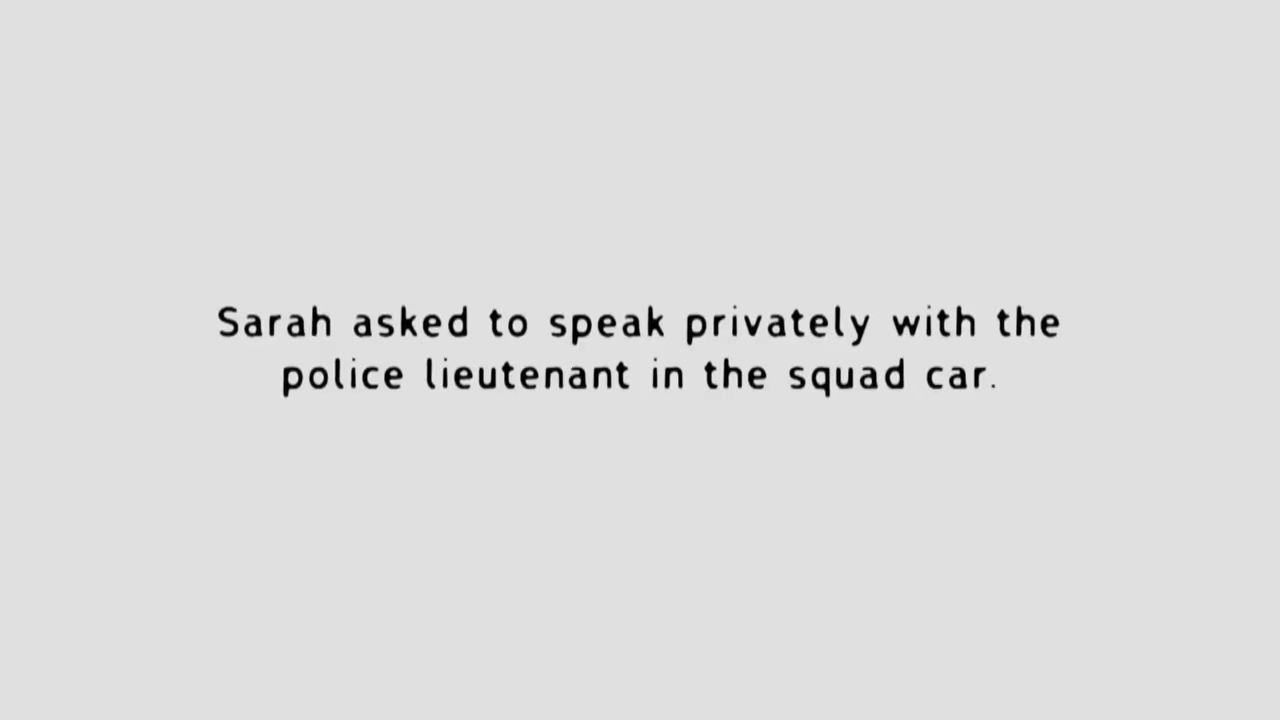 Sarah asked to speak privately with the
police lieutenant in the squad car.